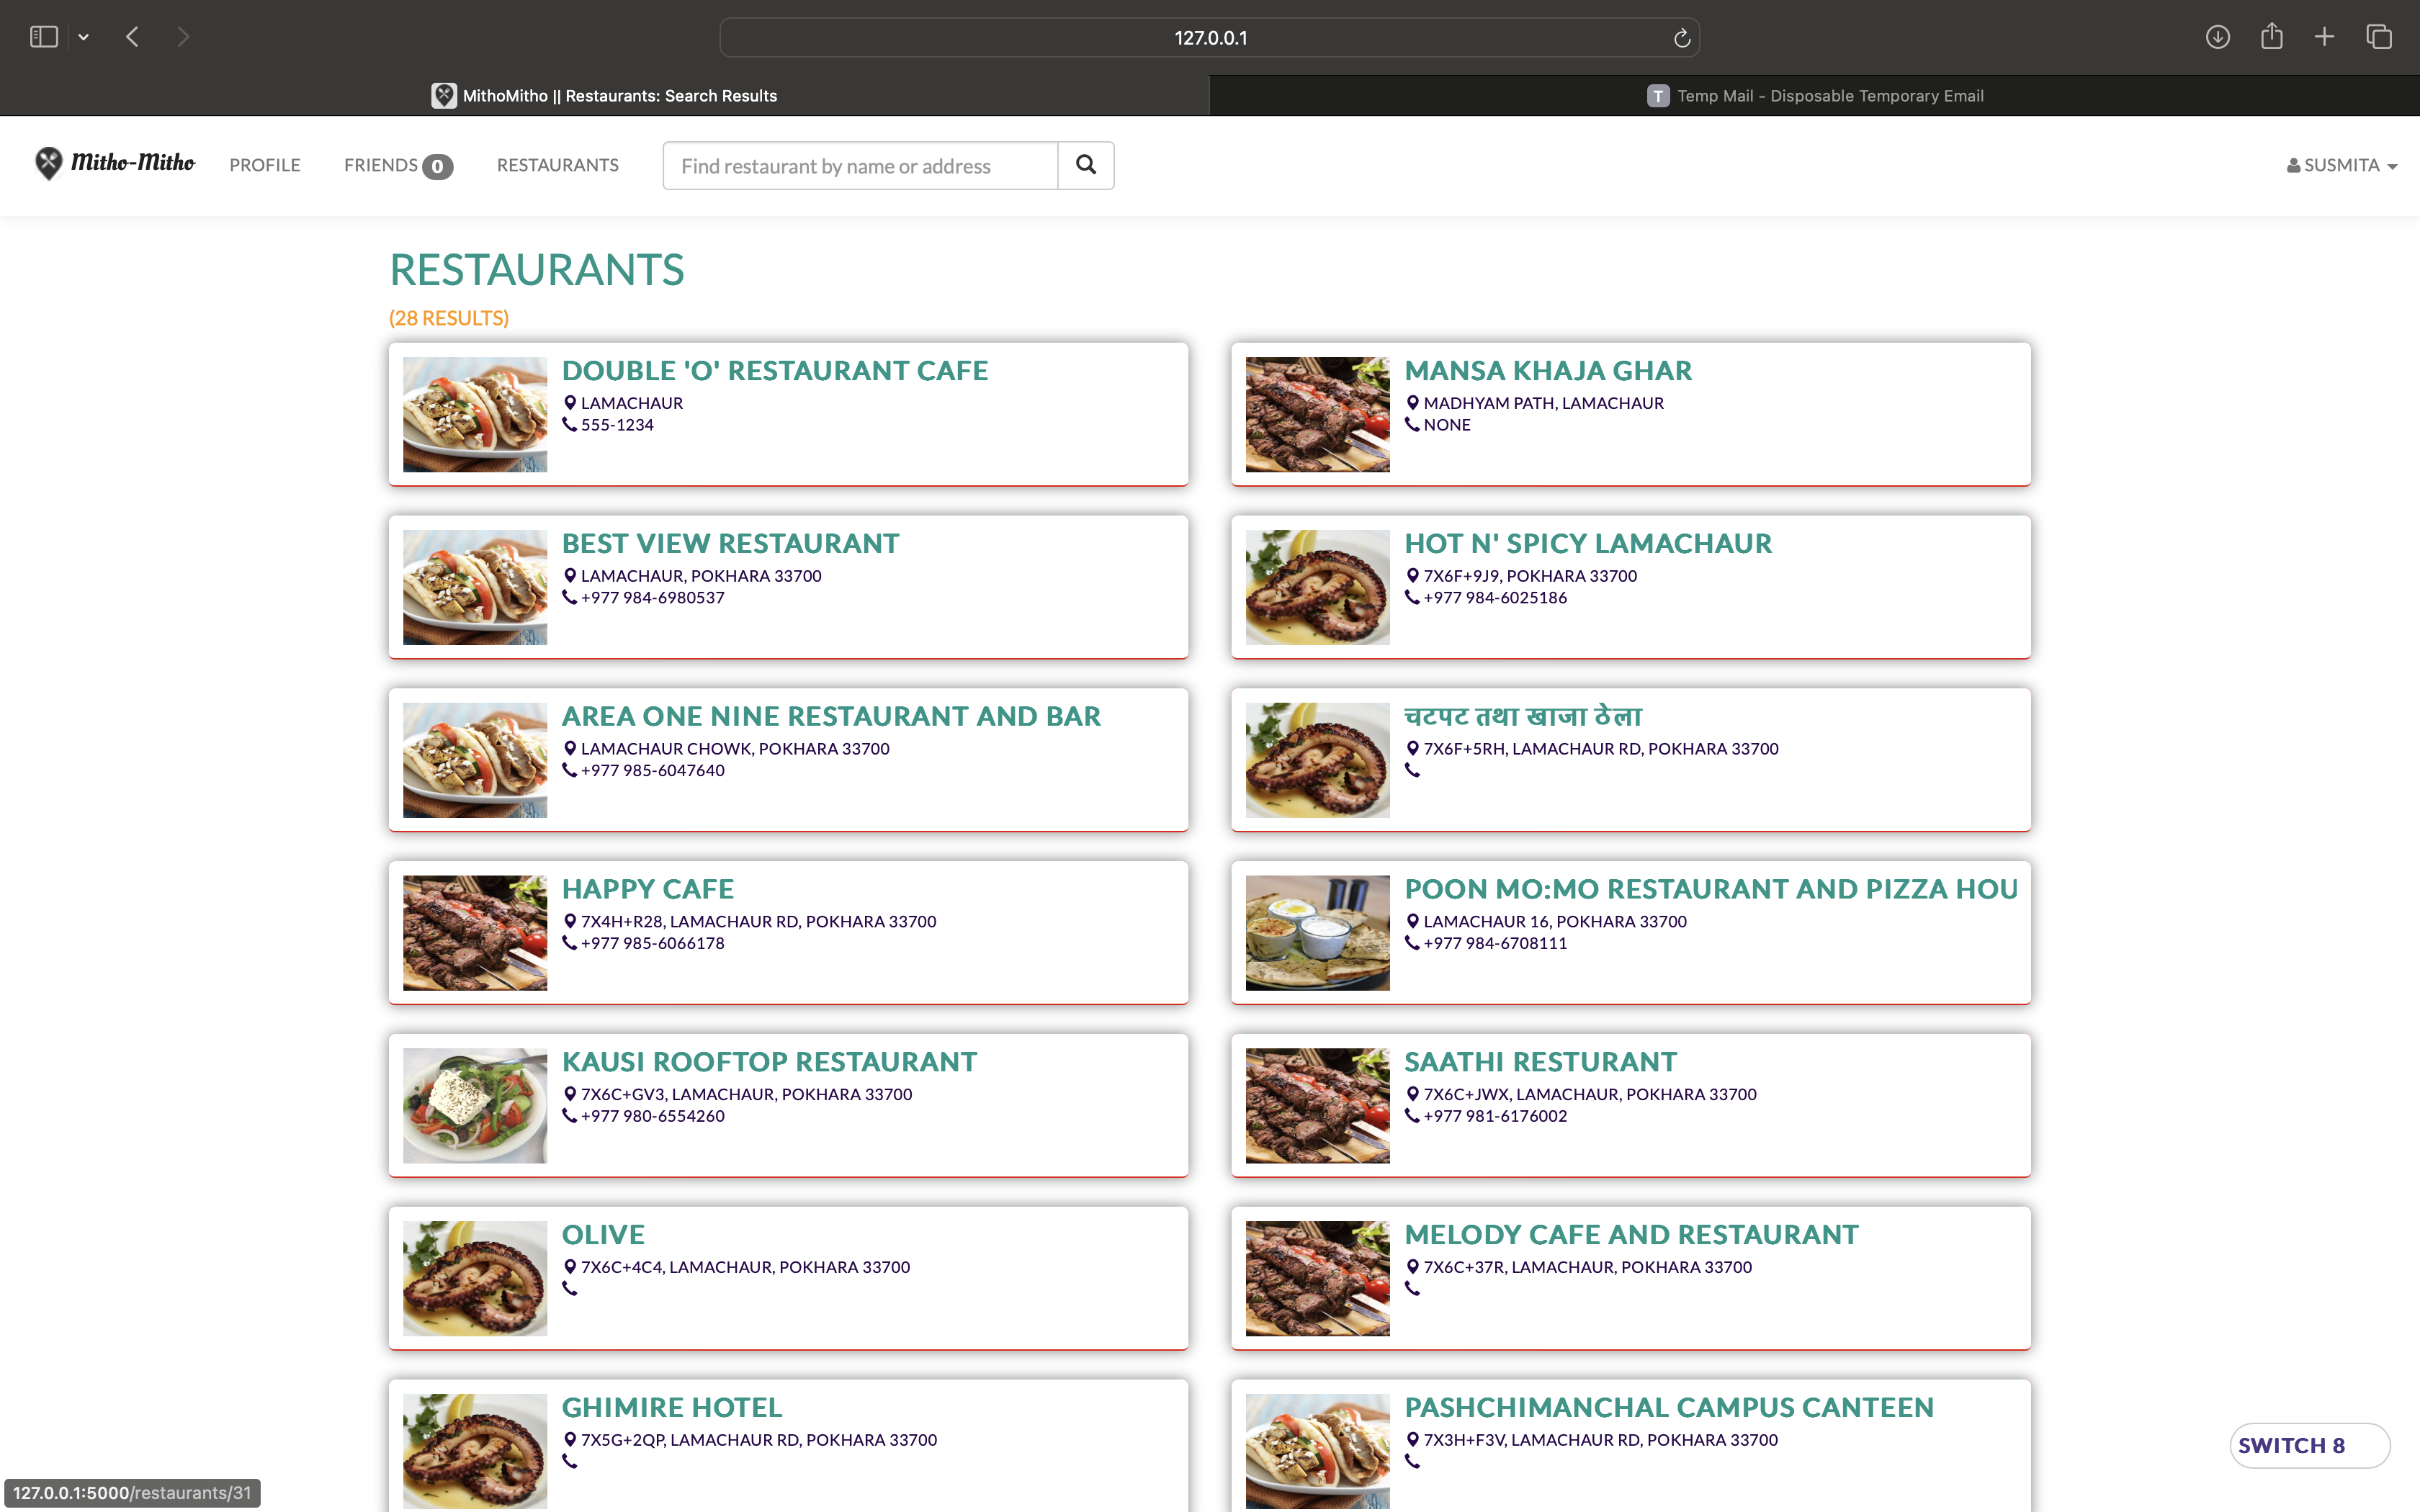 127.0.0.1
MithoMitho || Restaurants: Search Results
T Temp Mail - Disposable Temporary Email
Mitho-Mitho PROFILE FRIENDS 0 RESTAURANTS Find restaurant by name or address SUSMITA
RESTAURANTS
(28 RESULTS)
DOUBLE 'O' RESTAURANT CAFE
LAMACHAUR
555-1234
MANSA KHAJA GHAR
MADHYAM PATH, LAMACHAUR
NONE
BEST VIEW RESTAURANT
LAMACHAUR, POKHARA 33700
+977 984-6980537
HOT N' SPICY LAMACHAUR
7X6F+9J9, POKHARA 33700
+977 984-6025186
AREA ONE NINE RESTAURANT AND BAR
LAMACHAUR CHOWK, POKHARA 33700
+977 985-6047640
चटपट तथा खाजा ठेला
7X6F+5RH, LAMACHAUR RD, POKHARA 33700
HAPPY CAFE
7X4H+R28, LAMACHAUR RD, POKHARA 33700
+977 985-6066178
POON MO:MO RESTAURANT AND PIZZA HOU
LAMACHAUR 16, POKHARA 33700
+977 984-6708111
KAUSI ROOFTOP RESTAURANT
7X6C+GV3, LAMACHAUR, POKHARA 33700
+977 980-6554260
SAATHI RESTURANT
7X6C+JWX, LAMACHAUR, POKHARA 33700
+977 981-6176002
OLIVE
7X6C+4C4, LAMACHAUR, POKHARA 33700
MELODY CAFE AND RESTAURANT
7X6C+37R, LAMACHAUR, POKHARA 33700
GHIMIRE HOTEL
7X5G+2QP, LAMACHAUR RD, POKHARA 33700
PASHCHIMANCHAL CAMPUS CANTEEN
7X3H+F3V, LAMACHAUR RD, POKHARA 33700
SWITCH 8
127.0.0.1:5000/restaurants/31